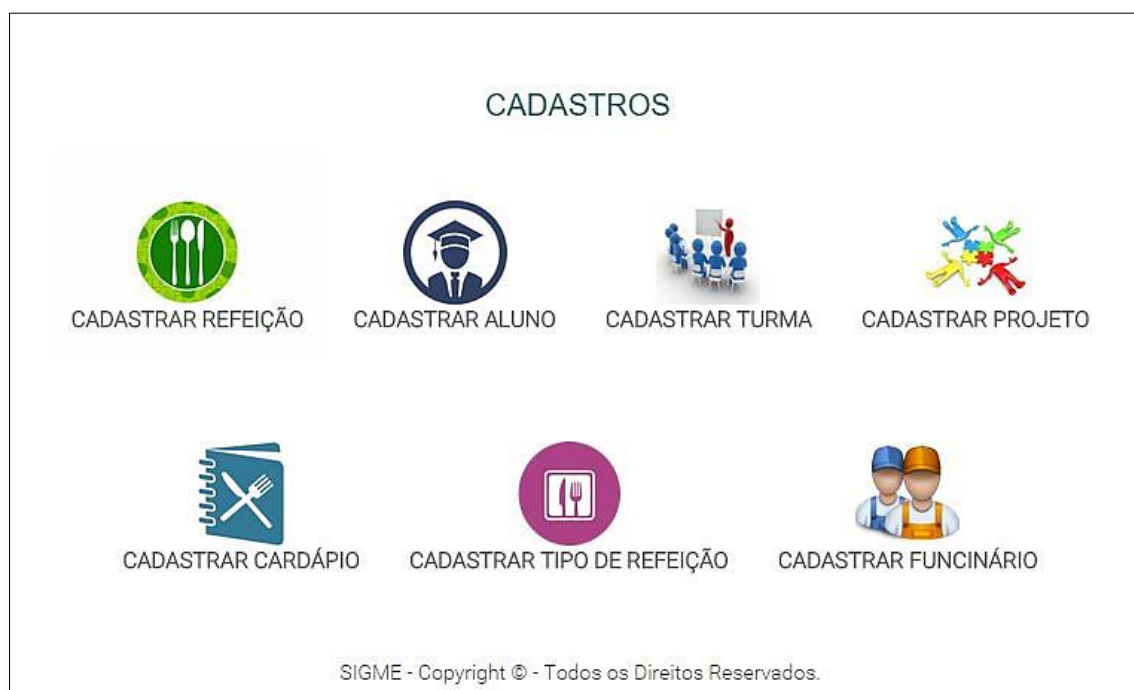 CADASTROS
CADASTRAR REFEIÇÃO
CADASTRAR ALUNO
CADASTRAR TURMA
CADASTRAR PROJETO
CADASTRAR CARDÁPIO
CADASTRAR TIPO DE REFEIÇÃO
CADASTRAR FUNCINÁRIO
SIGME - Copyright © - Todos os Direitos Reservados.